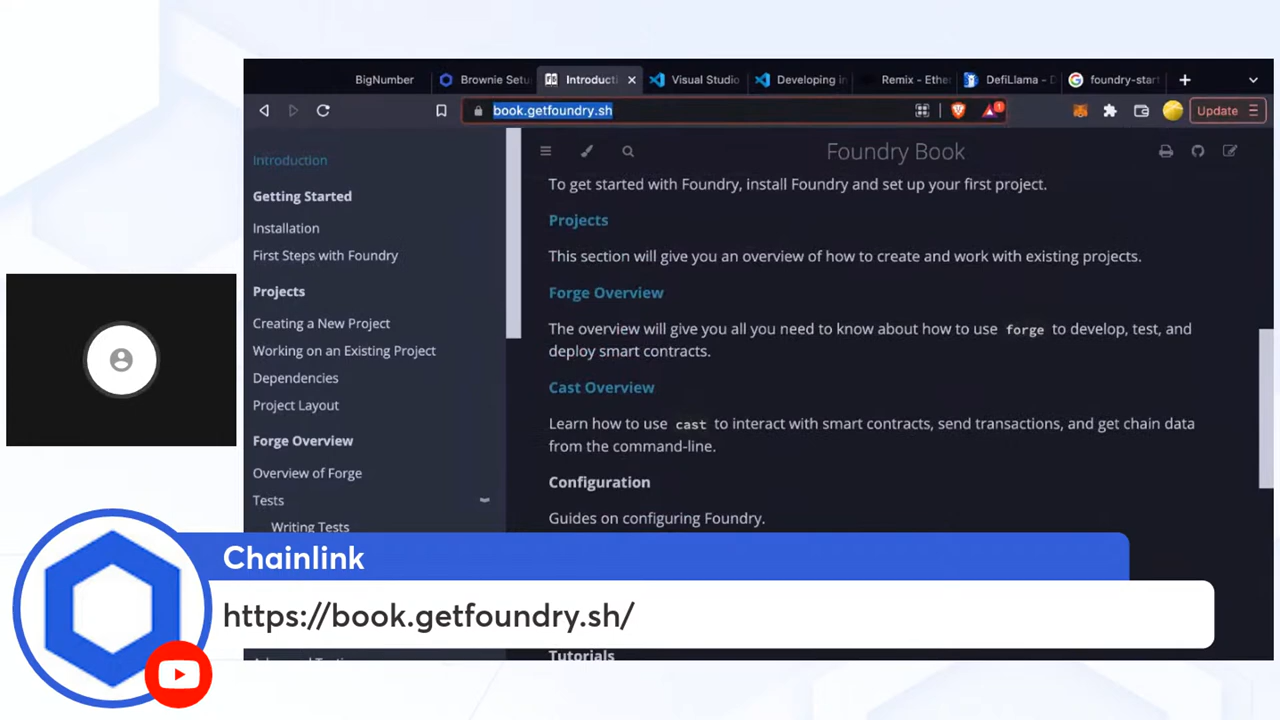 BigNumber
Brownie Setu
Introducti
Visual Studio
Developing in
Remix - Ether
DefiLlama - D
foundry-start
book.getfoundry.sh
1
Update
Introduction
Getting Started
Installation
First Steps with Foundry
Projects
Creating a New Project
Working on an Existing Project
Dependencies
Project Layout
Forge Overview
Overview of Forge
Tests
Writing Tests
Foundry Book
To get started with Foundry, install Foundry and set up your first project.
Projects
This section will give you an overview of how to create and work with existing projects.
Forge Overview
The overview will give you all you need to know about how to use forge to develop, test, and
deploy smart contracts.
Cast Overview
Learn how to use cast to interact with smart contracts, send transactions, and get chain data
from the command-line.
Configuration
Guides on configuring Foundry.
Tutorials
Chainlink
https://book.getfoundry.sh/